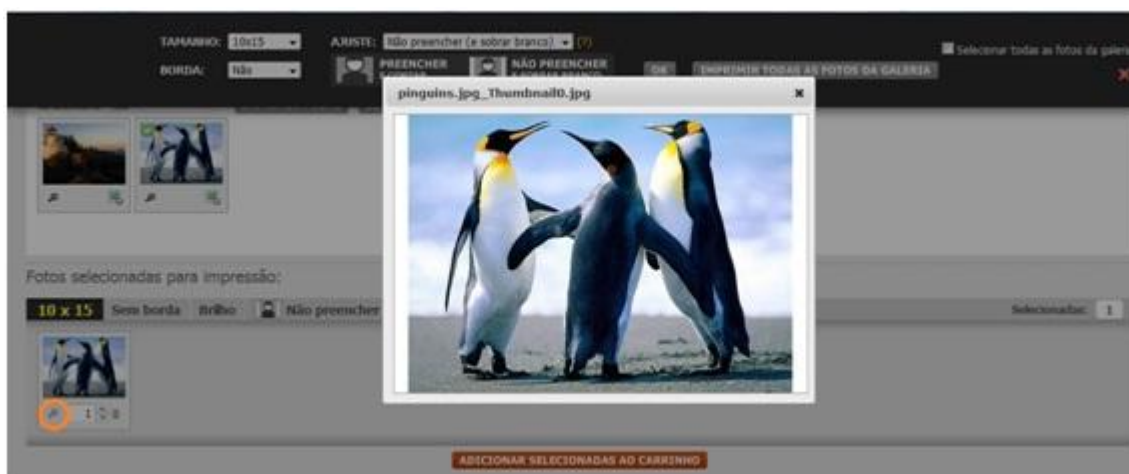 TAMANHO: 10x15 AJUSTE: Não preencher (e sobrar branco) (?)
Selecionar todas as fotos da galeria
BORDA: Não PREENCHER NÃO PREENCHER OK IMPRIMIR TODAS AS FOTOS DA GALERIA
pinguins.jpg_Thumbnail0.jpg
Fotos selecionadas para impressão:
10 x 15 Sem borda Brilho Não preencher Selecionadas: 1
1
ADICIONAR SELECIONADAS AO CARRINHO